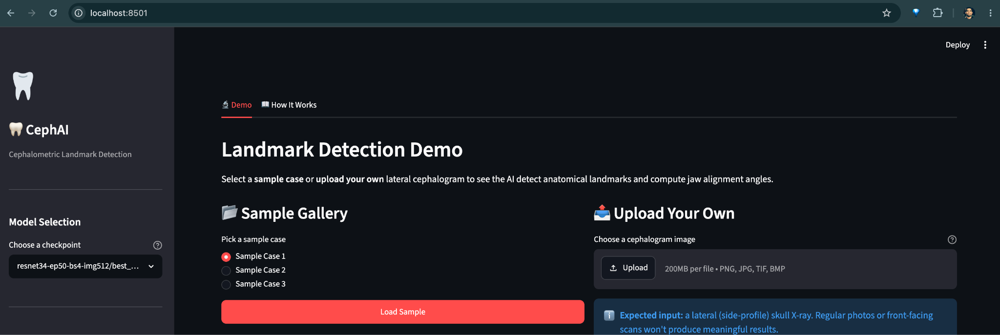 localhost:8501
Deploy
CephAI
Cephalometric Landmark Detection
Model Selection
Choose a checkpoint
resnet34-ep50-bs4-img512/best_...
Demo
How It Works
Landmark Detection Demo
Select a sample case or upload your own lateral cephalogram to see the AI detect anatomical landmarks and compute jaw alignment angles.
Sample Gallery
Pick a sample case
Sample Case 1
Sample Case 2
Sample Case 3
Load Sample
Upload Your Own
Choose a cephalogram image
Upload
200MB per file • PNG, JPG, TIF, BMP
Expected input: a lateral (side-profile) skull X-ray. Regular photos or front-facing
scans won't produce meaningful results.